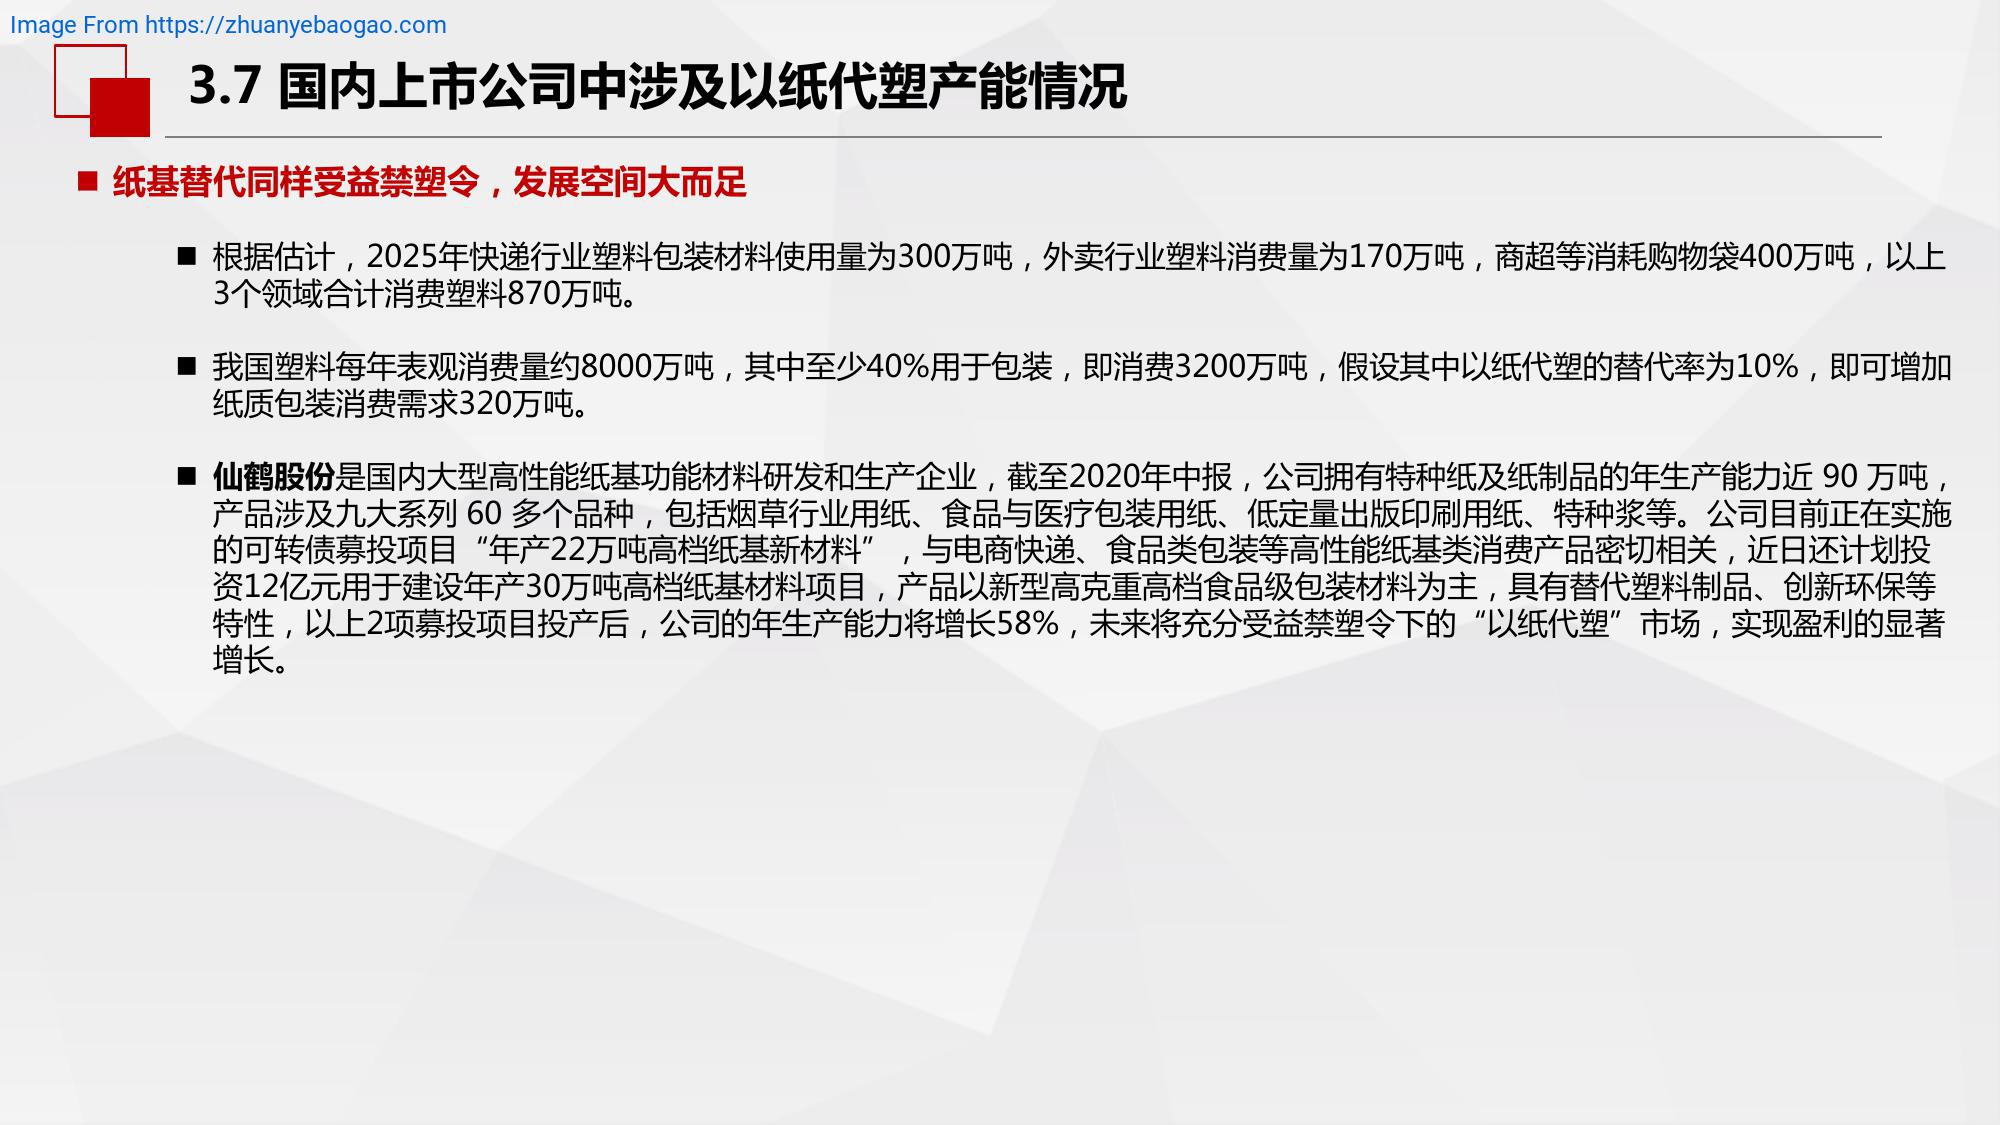 Image From https://zhuanyebaogao.com
3.7 国内上市公司中涉及以纸代塑产能情况
纸基替代同样受益禁塑令，发展空间大而足
根据估计，2025年快递行业塑料包装材料使用量为300万吨，外卖行业塑料消费量为170万吨，商超等消耗购物袋400万吨，以上
3个领域合计消费塑料870万吨。
我国塑料每年表观消费量约8000万吨，其中至少40%用于包装，即消费3200万吨，假设其中以纸代塑的替代率为10%，即可增加
纸质包装消费需求320万吨。
仙鹤股份是国内大型高性能纸基功能材料研发和生产企业，截至2020年中报，公司拥有特种纸及纸制品的年生产能力近 90 万吨，
产品涉及九大系列 60 多个品种，包括烟草行业用纸、食品与医疗包装用纸、低定量出版印刷用纸、特种浆等。公司目前正在实施
的可转债募投项目“年产22万吨高档纸基新材料”，与电商快递、食品类包装等高性能纸基类消费产品密切相关，近日还计划投
资12亿元用于建设年产30万吨高档纸基材料项目，产品以新型高克重高档食品级包装材料为主，具有替代塑料制品、创新环保等
特性，以上2项募投项目投产后，公司的年生产能力将增长58%，未来将充分受益禁塑令下的“以纸代塑”市场，实现盈利的显著
增长。